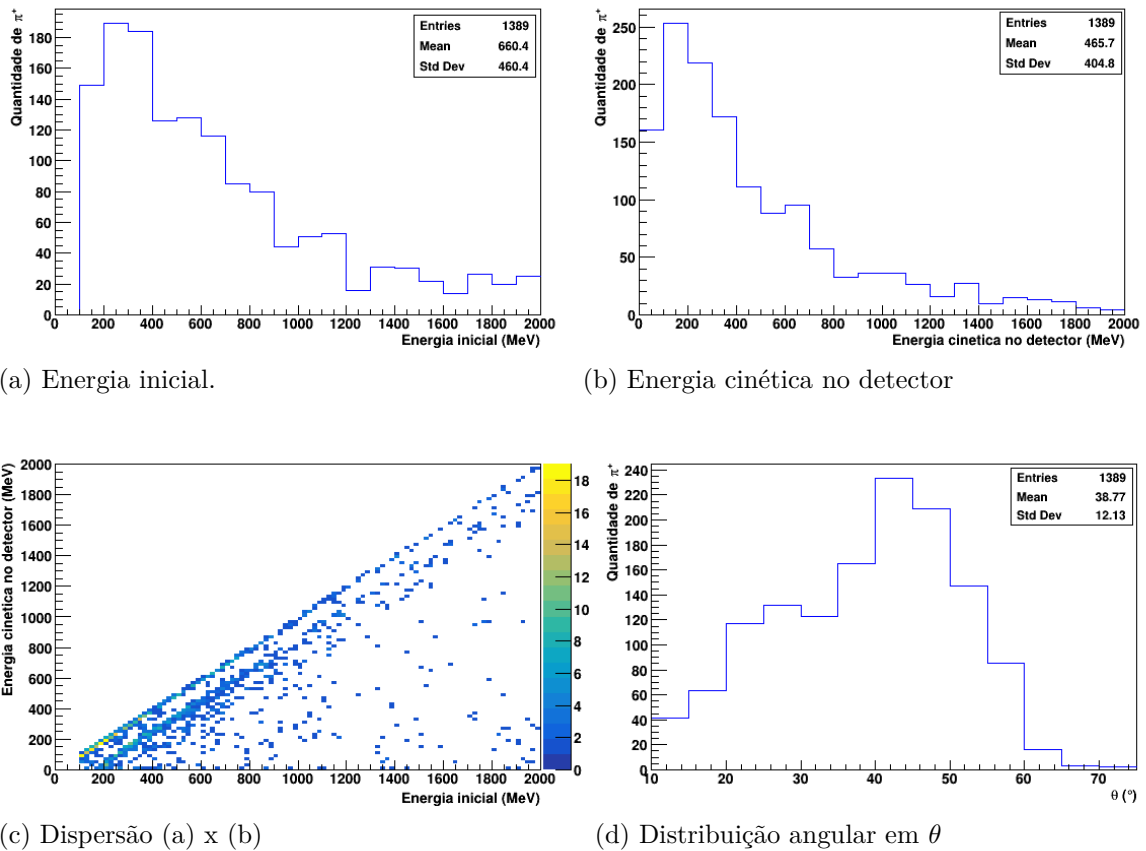 Quantidade de π⁺
180
160
140
120
100
80
60
40
20
0
Entries 1389
Mean 660.4
Std Dev 460.4
0 200 400 600 800 1000 1200 1400 1600 1800 2000
Energia inicial (MeV)
(a) Energia inicial.
Quantidade de π⁺
250
200
150
100
50
0
Entries 1389
Mean 465.7
Std Dev 404.8
0 200 400 600 800 1000 1200 1400 1600 1800 2000
Energia cinetica no detector (MeV)
(b) Energia cinética no detector
Energia cinetica no detector (MeV)
2000
1800
1600
1400
1200
1000
800
600
400
200
0
0 200 400 600 800 1000 1200 1400 1600 1800 2000
Energia inicial (MeV)
18
16
14
12
10
8
6
4
2
0
(c) Dispersão (a) x (b)
Quantidade de π⁺
240
220
200
180
160
140
120
100
80
60
40
20
0
Entries 1389
Mean 38.77
Std Dev 12.13
10 20 30 40 50 60 70
θ (º)
(d) Distribuição angular em θ